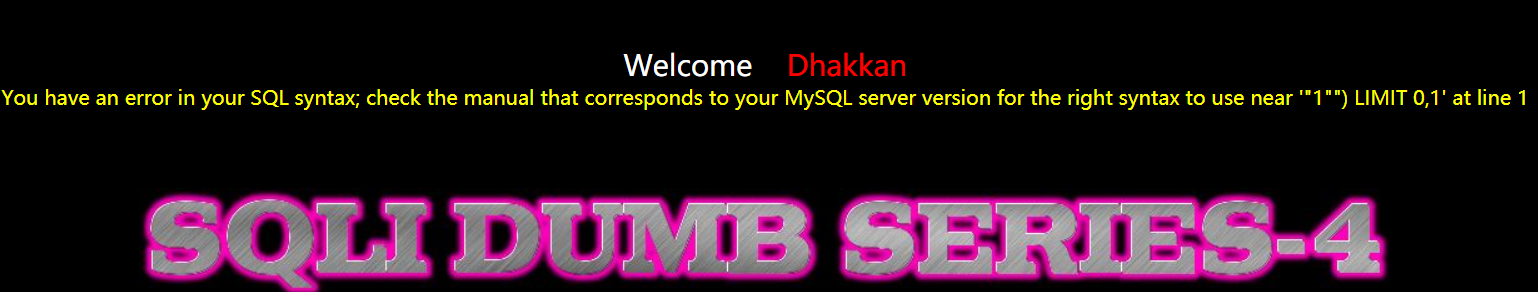 Welcome Dhakkan
You have an error in your SQL syntax; check the manual that corresponds to your MySQL server version for the right syntax to use near '"1"") LIMIT 0,1' at line 1
SQLI DUMB SERIES-4